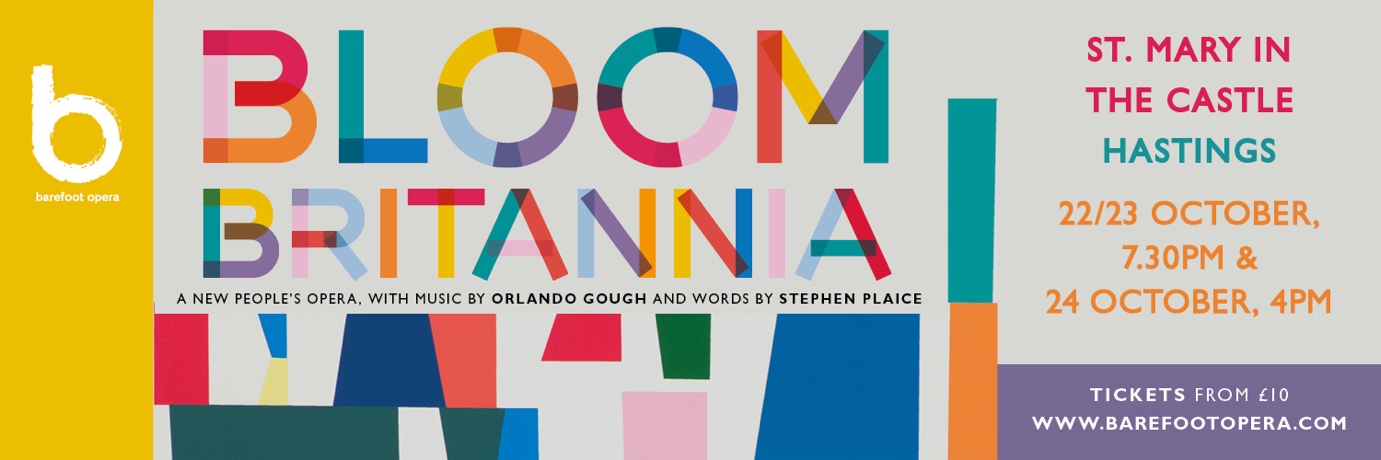 b
barefoot opera
BLOOM
BRITANNIA
A NEW PEOPLE'S OPERA, WITH MUSIC BY ORLANDO GOUGH AND WORDS BY STEPHEN PLAICE
ST. MARY IN
THE CASTLE
HASTINGS
22/23 OCTOBER,
7.30PM &
24 OCTOBER, 4PM
TICKETS FROM £10
WWW.BAREFOOTOPERA.COM